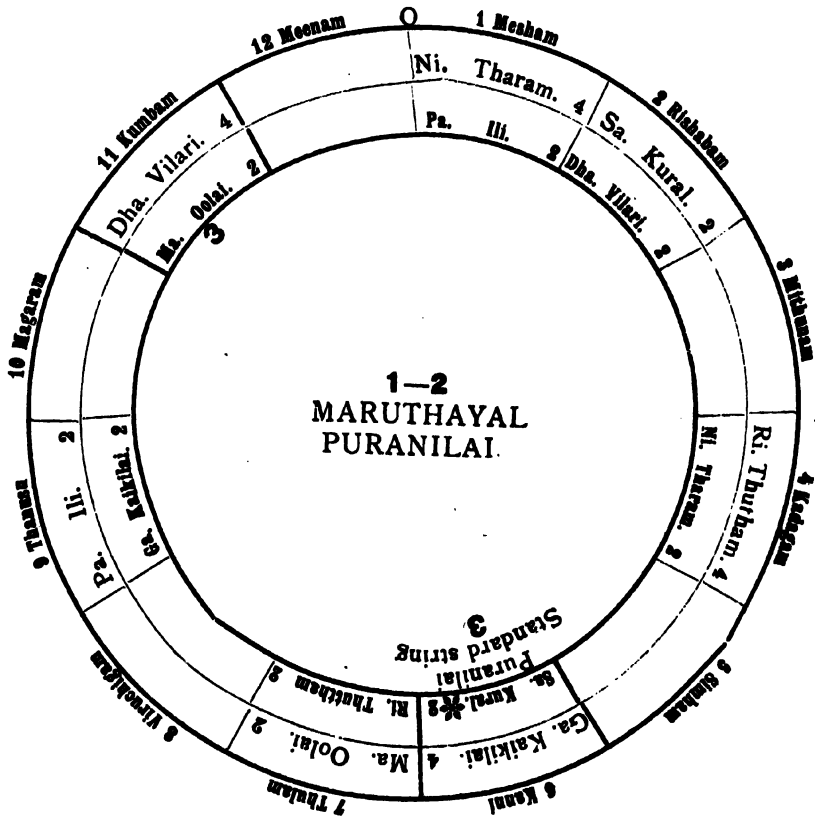 O
1 Mesham
2 Rishabam
3 Mithunam
4 Kadagam
5 Simham
6 Kanni
7 Thulam
8 Viruchigam
9 Thanusu
10 Magaram
11 Kumbam
12 Meenam
Ni. Tharam. 4
Sa. Kural. 2
Ri. Thutham. 4
Ga. Kaikilai. 4
Ma. Oolai. 2
Pa. Ili. 2
Dha. Vilari. 4
Pa. Ili. 2
Dha. Vilari. 2
Ni. Tharam. 2
Sa. Kural. 2
Ri. Thuttham 2
Ga. Kaikilai. 2
Ma. Oolai. 2
3
1—2
MARUTHAYAL
PURANILAI.
3
Standard string
Puranilai